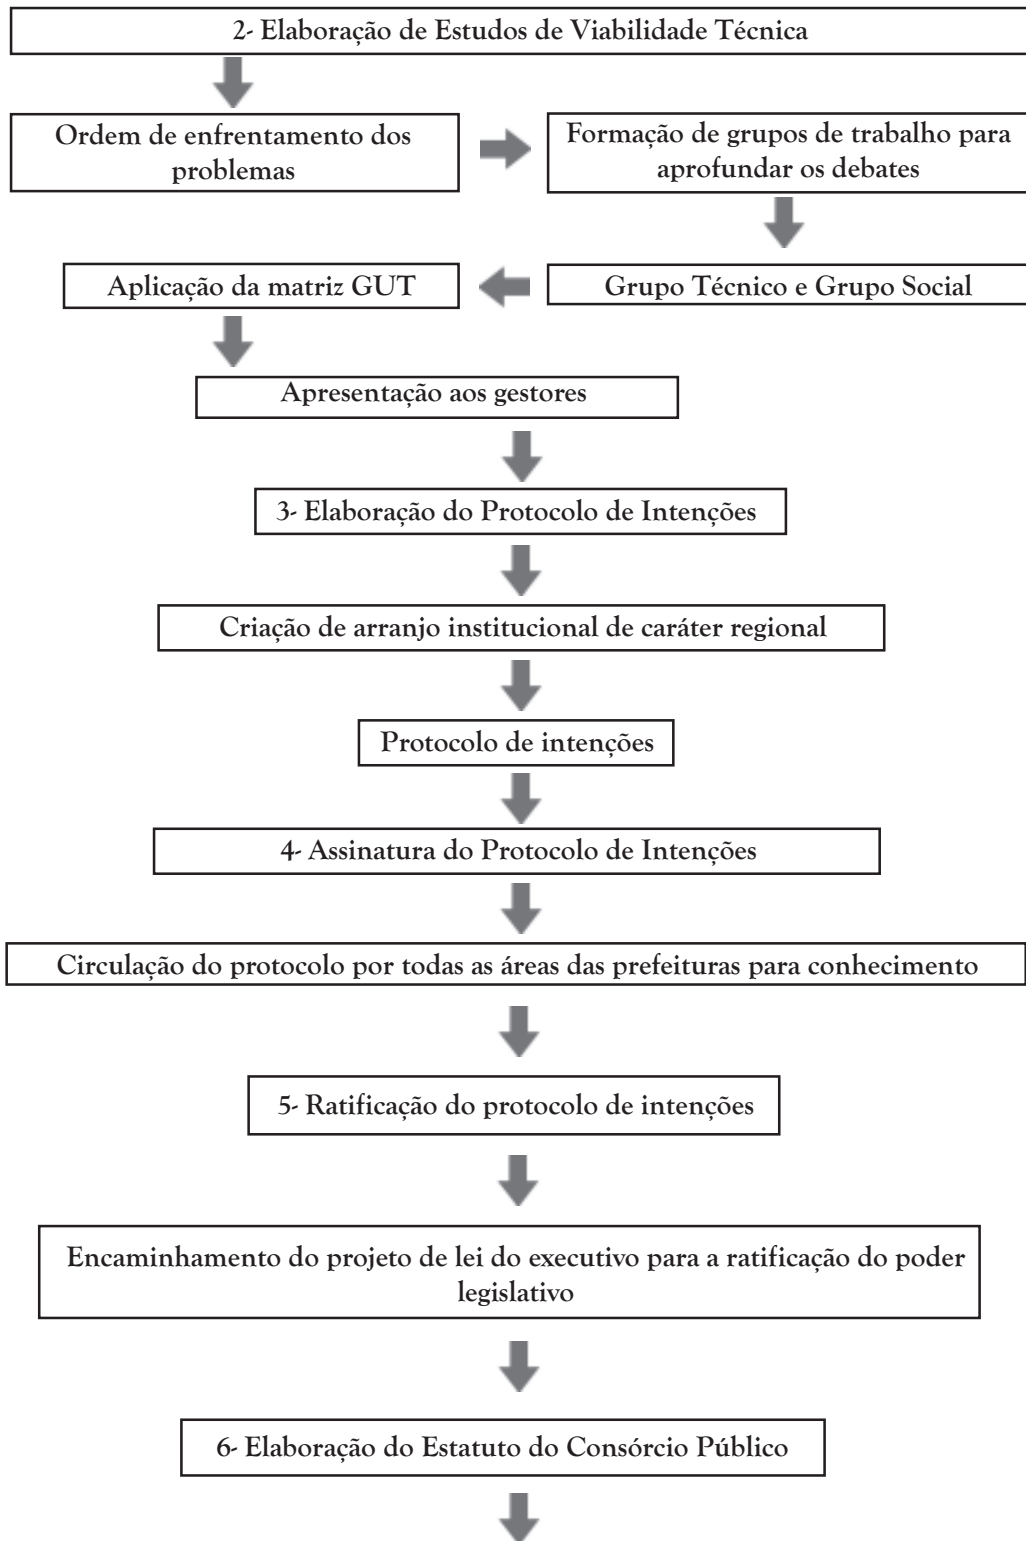 2- Elaboração de Estudos de Viabilidade Técnica
Ordem de enfrentamento dos
problemas
Formação de grupos de trabalho para
aprofundar os debates
Grupo Técnico e Grupo Social
Aplicação da matriz GUT
Apresentação aos gestores
3- Elaboração do Protocolo de Intenções
Criação de arranjo institucional de caráter regional
Protocolo de intenções
4- Assinatura do Protocolo de Intenções
Circulação do protocolo por todas as áreas das prefeituras para conhecimento
5- Ratificação do protocolo de intenções
Encaminhamento do projeto de lei do executivo para a ratificação do poder
legislativo
6- Elaboração do Estatuto do Consórcio Público